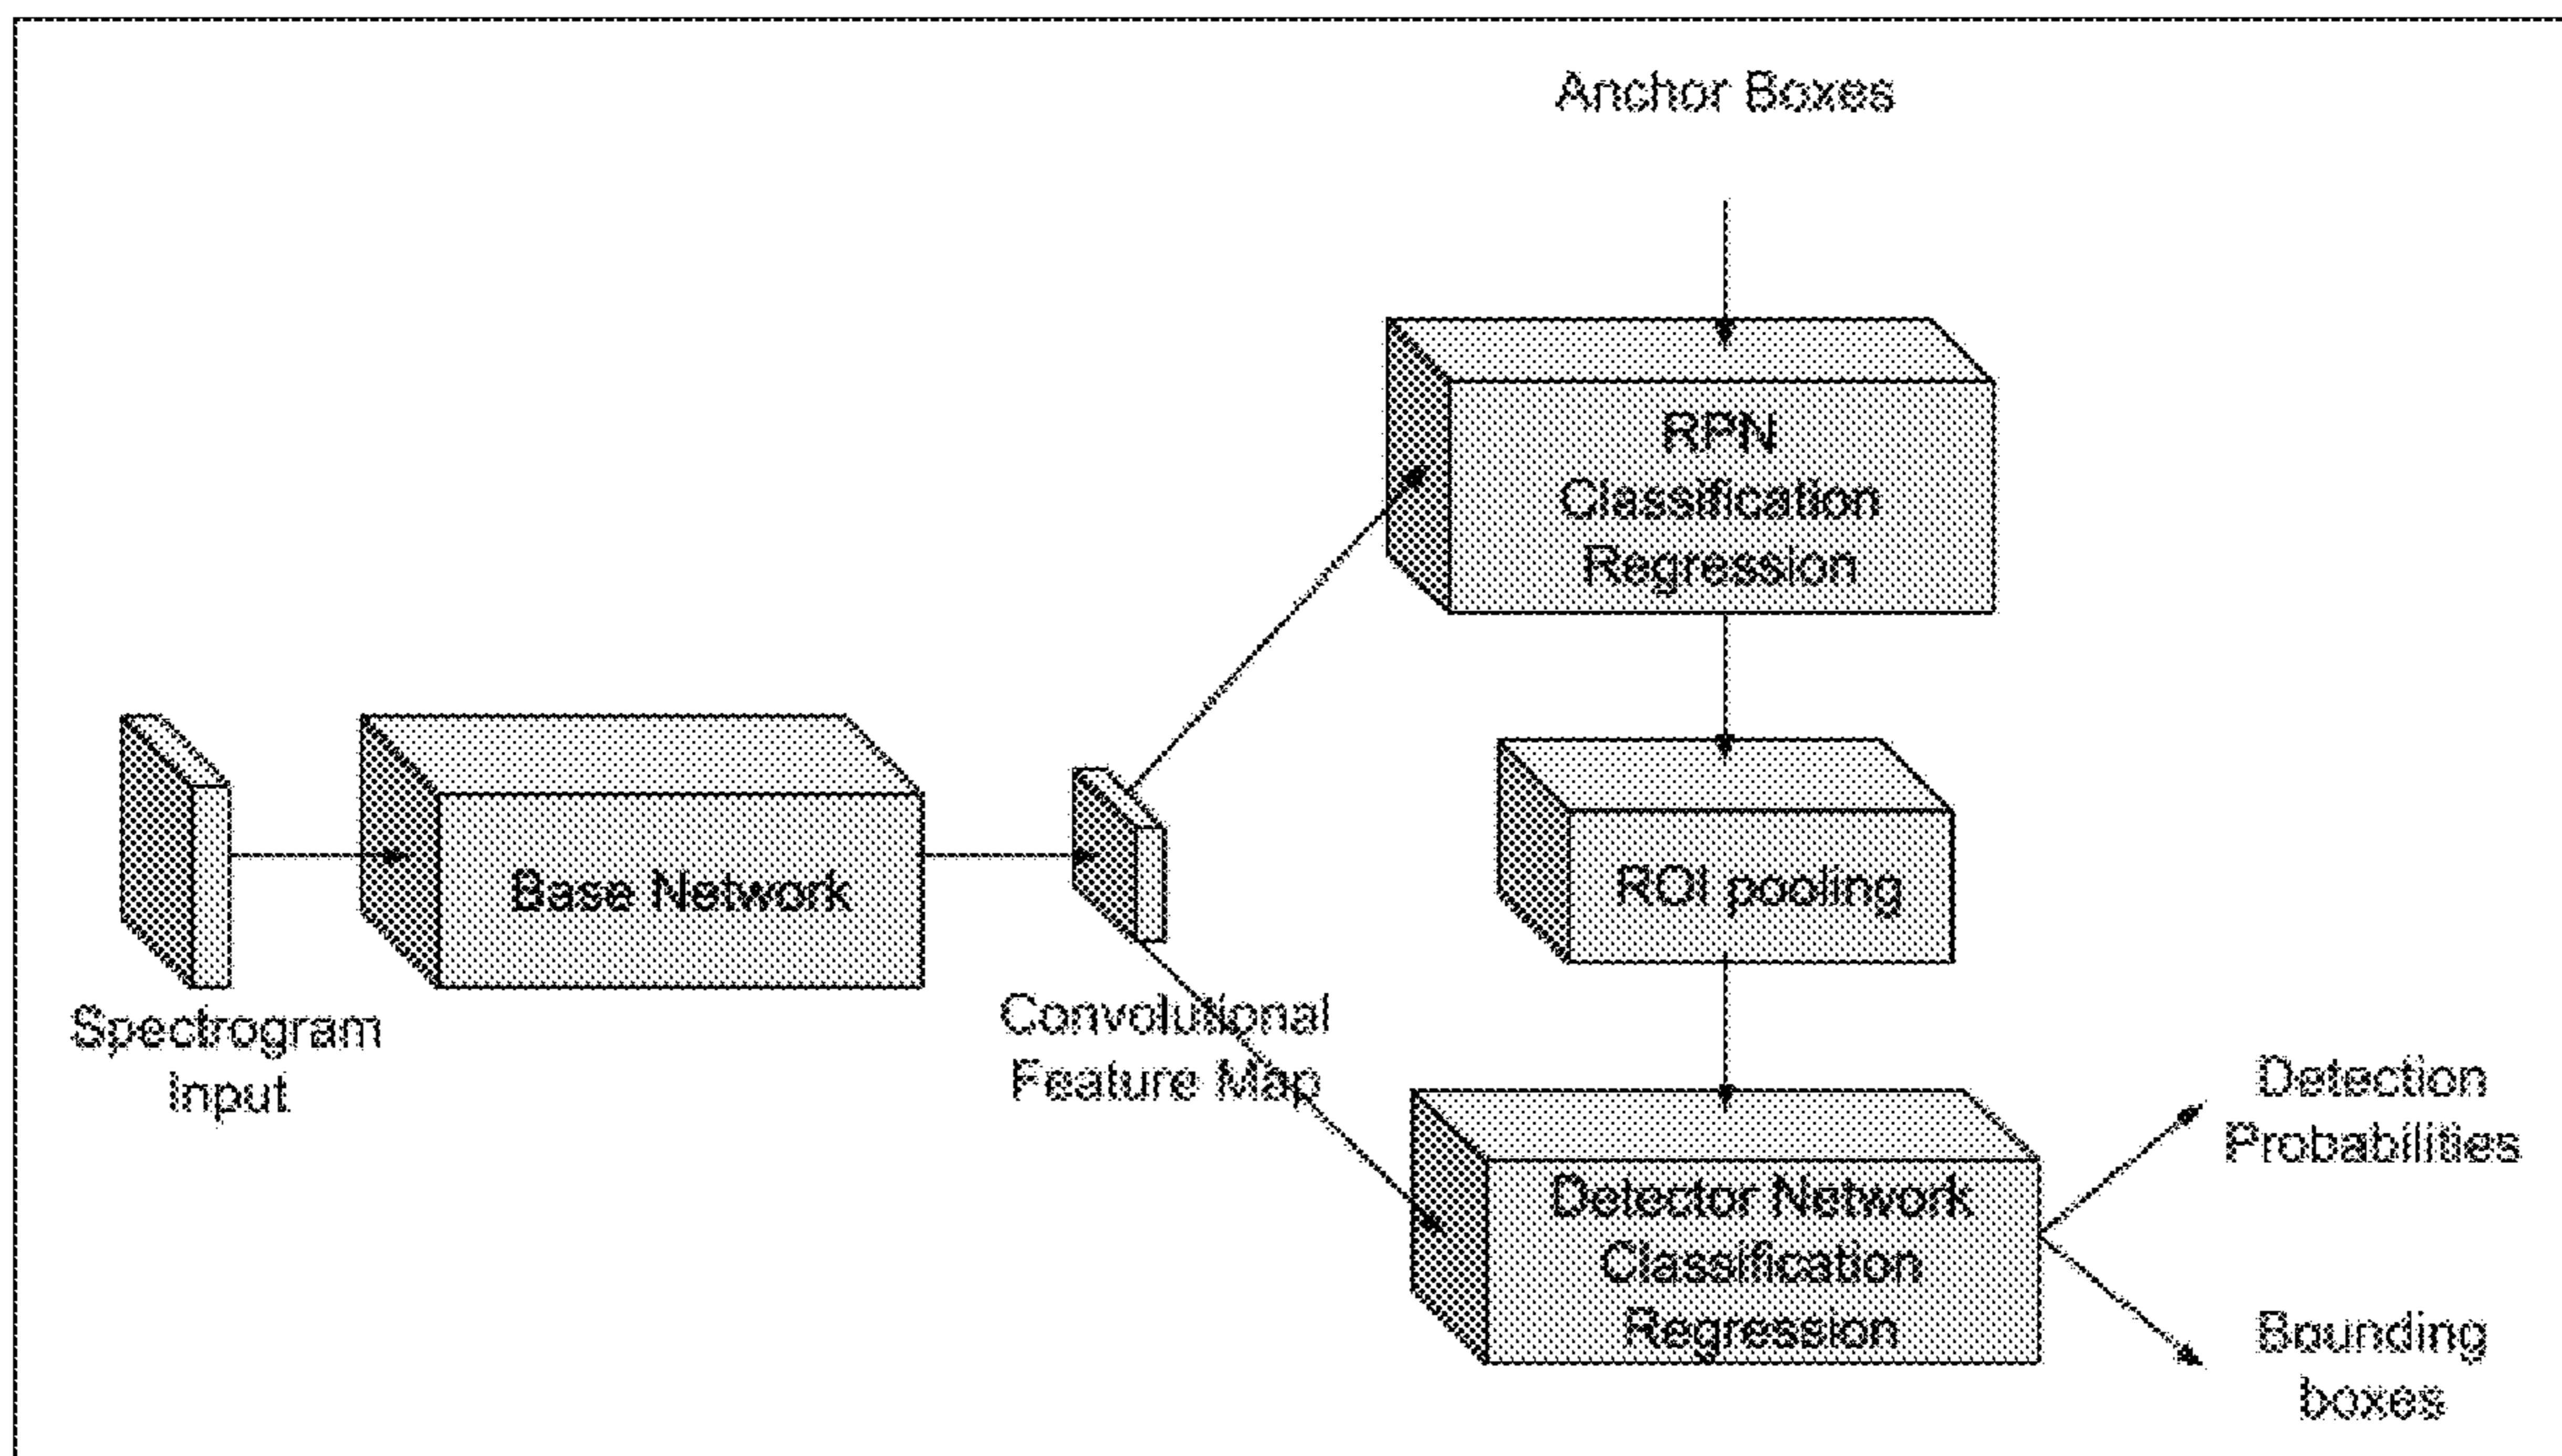 Anchor Boxes
RPN
Classification
Regression
Base Network
ROI pooling
Spectrogram
Input
Convolutional
Feature Map
Detector Network
Classification
Regression
Detection
Probabilities
Bounding
boxes